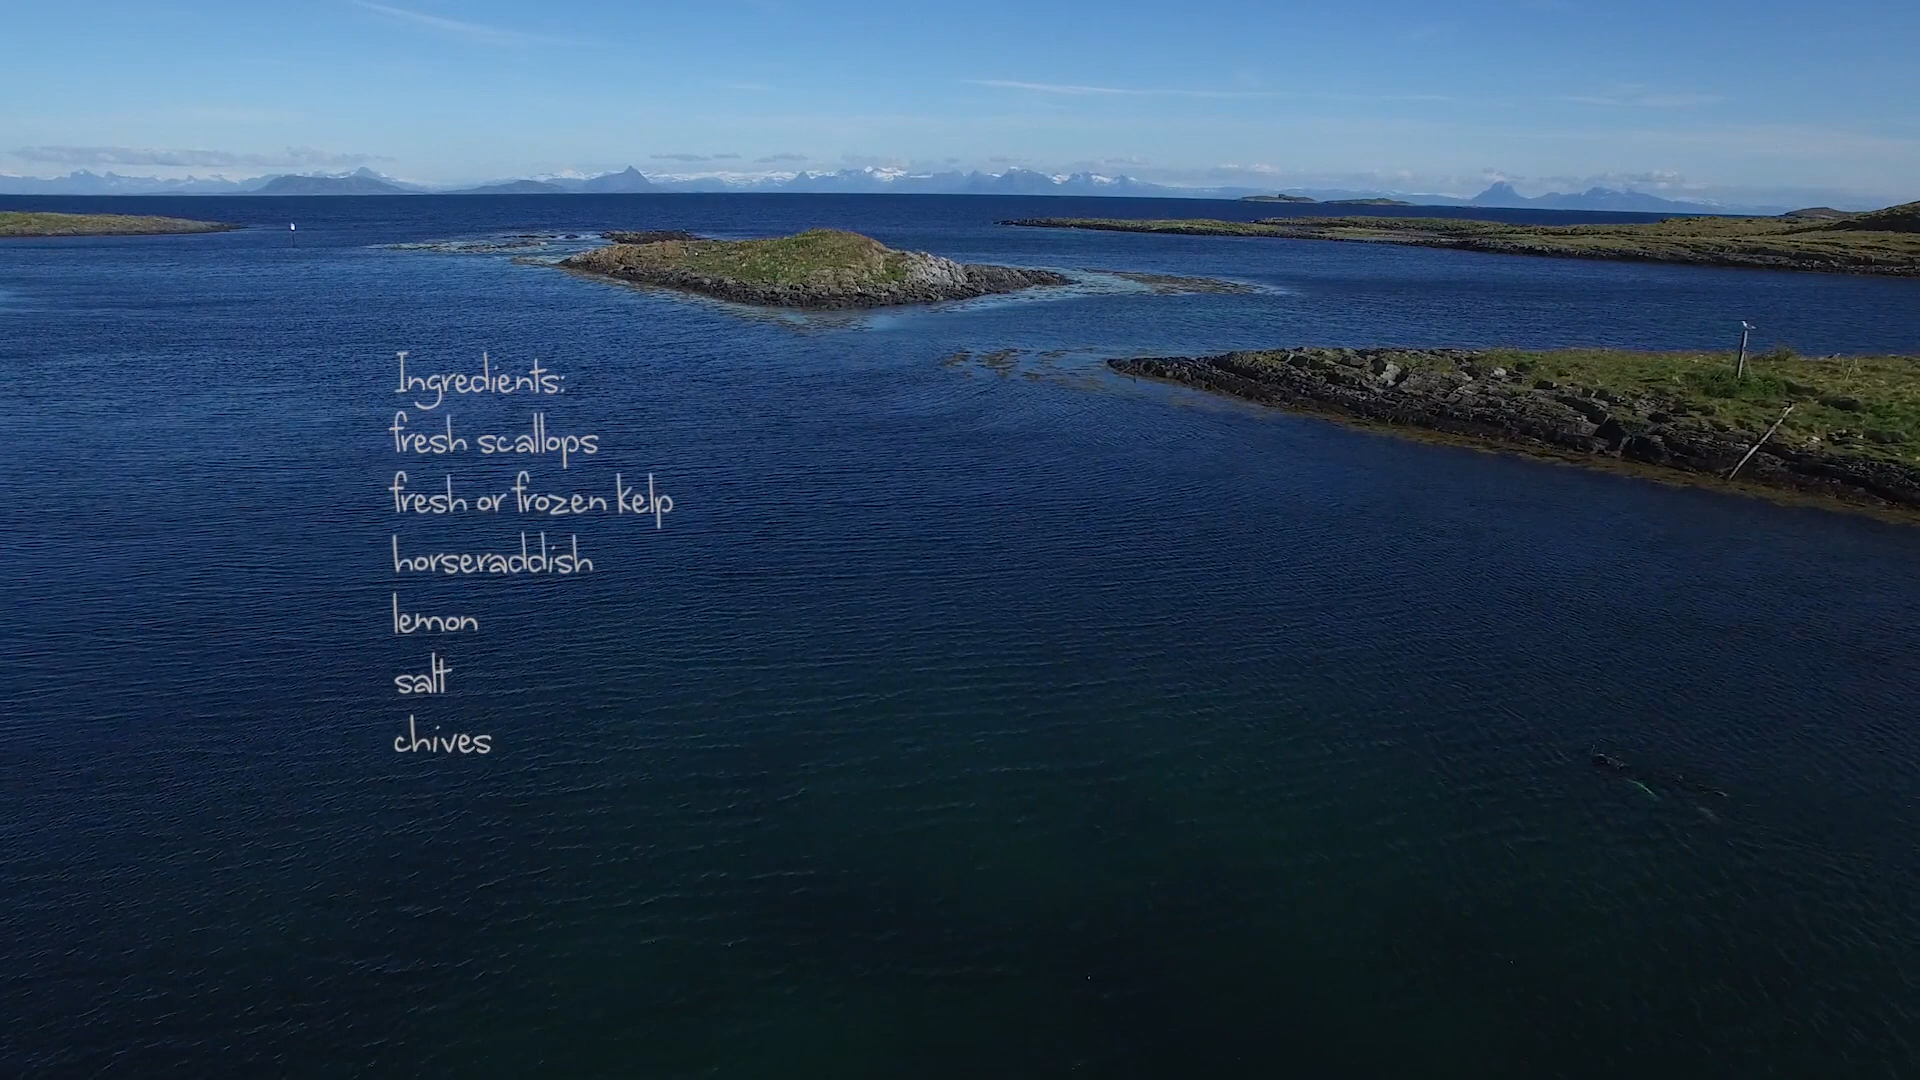 Ingredients:
fresh scallops
fresh or frozen kelp
horseraddish
lemon
salt
chives